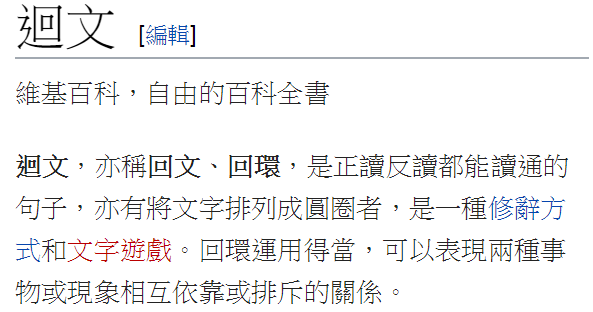 迴文 [編輯]
維基百科，自由的百科全書
迴文，亦稱回文、回環，是正讀反讀都能讀通的
句子，亦有將文字排列成圓圈者，是一種修辭方
式和文字遊戲。回環運用得當，可以表現兩種事
物或現象相互依靠或排斥的關係。